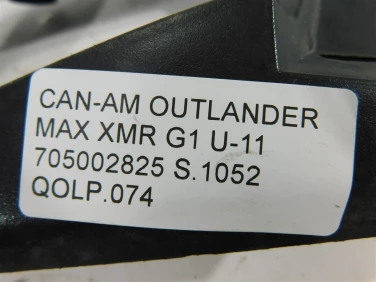 CAN-AM OUTLANDER
MAX XMR G1 U-11
705002825 S.1052
QOLP.074